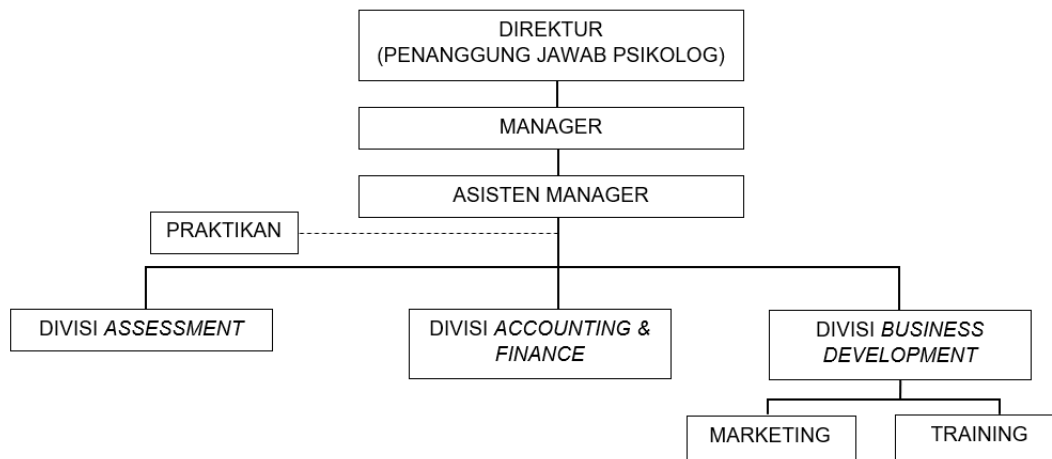 DIREKTUR
(PENANGGUNG JAWAB PSIKOLOG)
MANAGER
ASISTEN MANAGER
PRAKTIKAN
DIVISI ASSESSMENT
DIVISI ACCOUNTING &
FINANCE
DIVISI BUSINESS
DEVELOPMENT
MARKETING
TRAINING